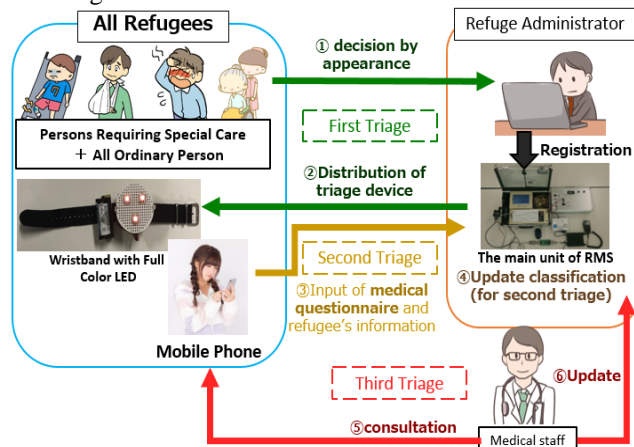 All Refugees
Refuge Administrator
① decision by
appearance
First Triage
Persons Requiring Special Care
+ All Ordinary Person
Registration
②Distribution of
triage device
Wristband with Full
Color LED
The main unit of RMS
Second Triage
③Input of medical
questionnaire and
refugee's information
④Update classification
(for second triage)
Mobile Phone
Third Triage
⑥Update
⑤consultation
Medical staff